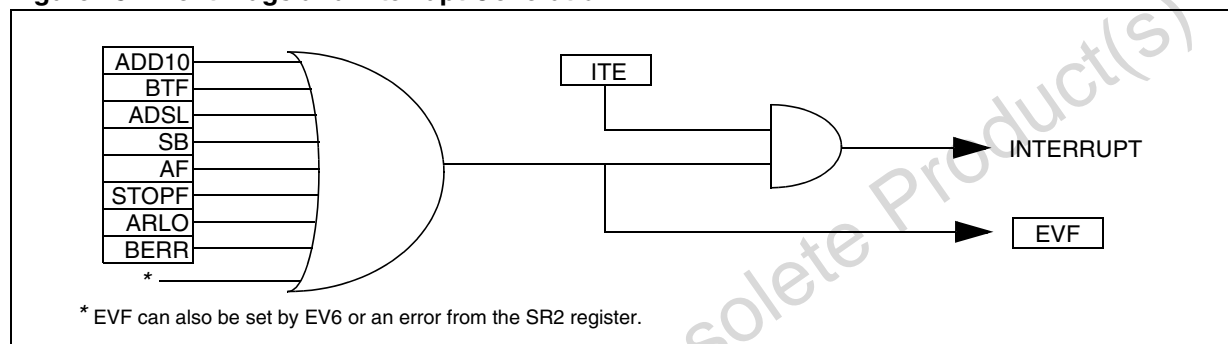 ADD10
BTF
ADSL
SB
AF
STOPF
ARLO
BERR
*
ITE
INTERRUPT
EVF
* EVF can also be set by EV6 or an error from the SR2 register.
solete Product(s)